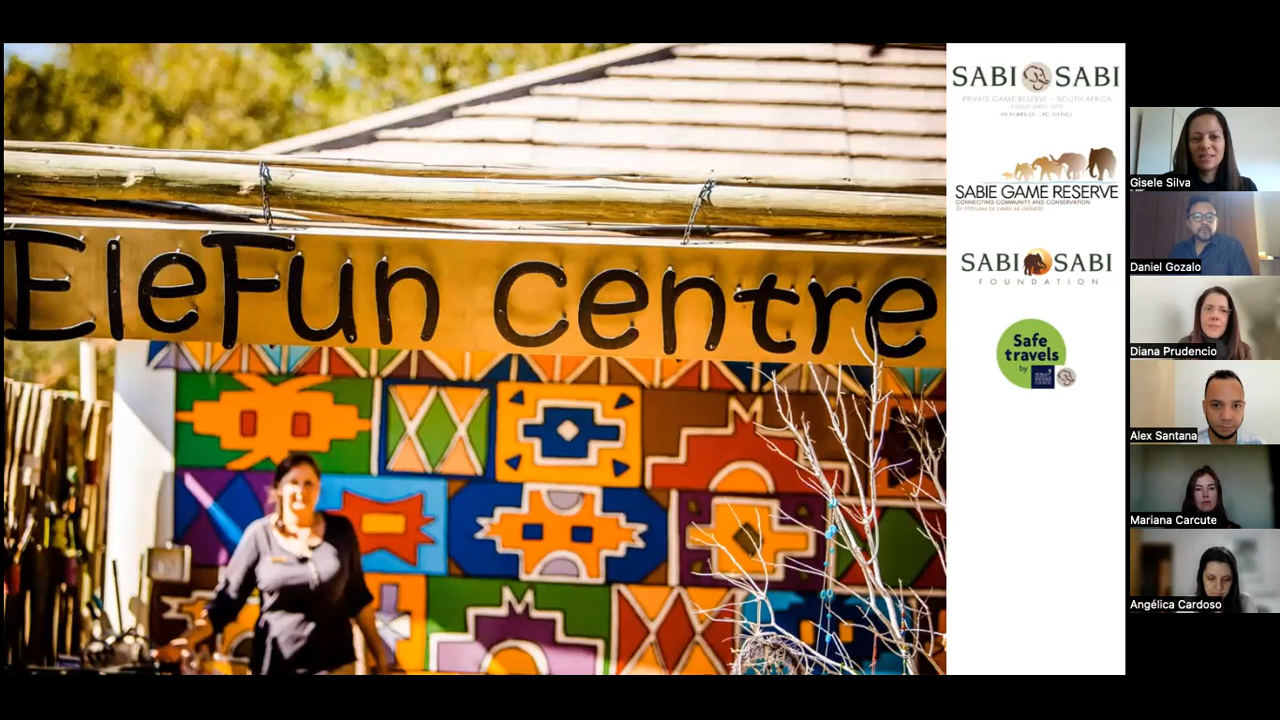 EleFun centre
SABI SABI
PRIVATE GAME RESERVE ~ SOUTH AFRICA
SABIE GAME RESERVE
CONNECTING COMMUNITY AND CONSERVATION
SABI SABI
FOUNDATION
Safe
travels
by
Gisele Silva
Daniel Gozalo
Diana Prudencio
Alex Santana
Mariana Carcute
Angélica Cardoso